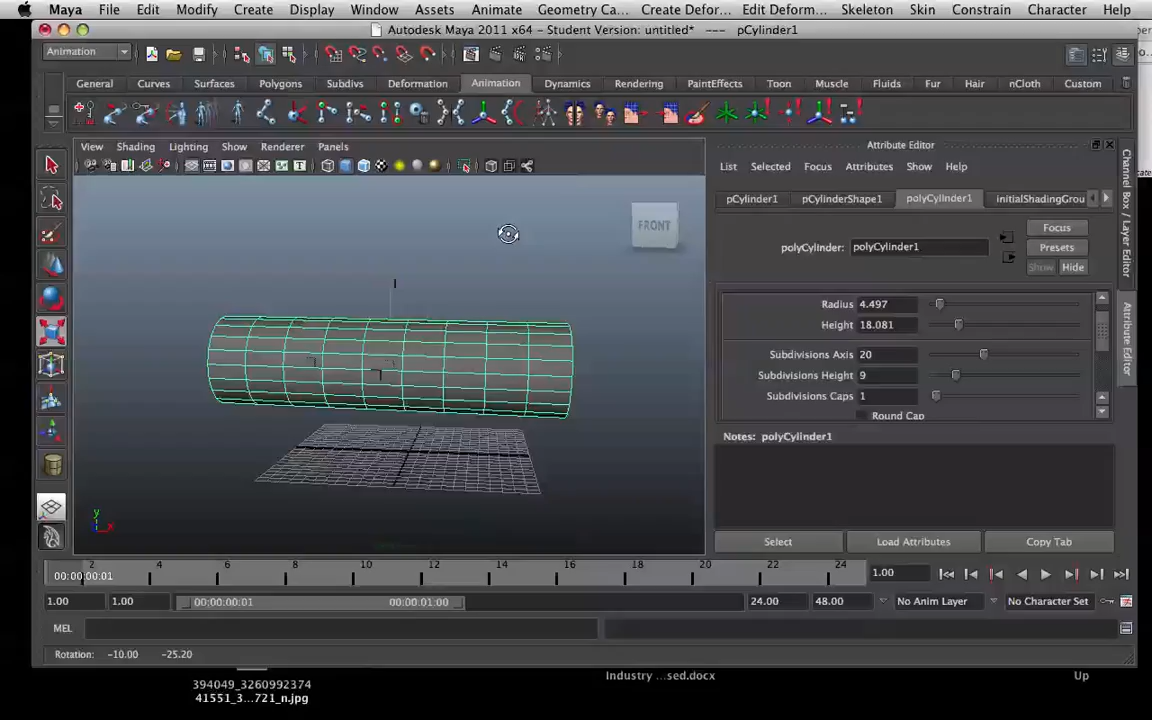 Maya File Edit Modify Create Display Window Assets Animate Geometry Ca... Create Defor... Edit Deform... Skeleton Skin Constrain Character Help
Autodesk Maya 2011 x64 - Student Version: untitled* --- pCylinder1
Animation
General Curves Surfaces Polygons Subdivs Deformation Animation Dynamics Rendering PaintEffects Toon Muscle Fluids Fur Hair nCloth Custom
View Shading Lighting Show Renderer Panels
Attribute Editor
List Selected Focus Attributes Show Help
pCylinder1 pCylinderShape1 polyCylinder1 initialShadingGrou
FRONT
polyCylinder: polyCylinder1
Focus
Presets
Show Hide
Radius 4.497
Height 18.081
Subdivisions Axis 20
Subdivisions Height 9
Subdivisions Caps 1
Round Cap
Notes: polyCylinder1
Select Load Attributes Copy Tab
Channel Box / Layer Editor
Attribute Editor
y
x
2 4 6 8 10 12 14 16 18 20 22 24
00:00:00:01
1.00
1.00 1.00 00:00:00:01 00:00:01:00 24.00 48.00 No Anim Layer No Character Set
MEL
Rotation: -10.00 -25.20
394049_3260992374
41551_3...721_n.jpg
Industry ...sed.docx
Up